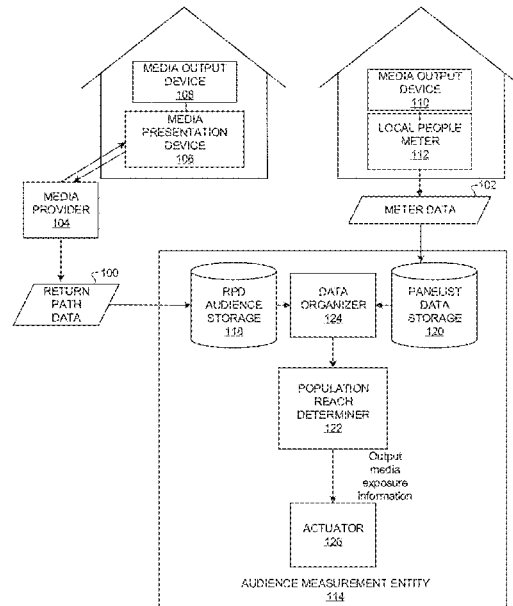 MEDIA OUTPUT
DEVICE
108
MEDIA
PRESENTATION
DEVICE
106
MEDIA OUTPUT
DEVICE
110
LOCAL PEOPLE
METER
112
MEDIA
PROVIDER
104
102
METER DATA
100
RETURN
PATH
DATA
RPD
AUDIENCE
STORAGE
118
DATA
ORGANIZER
124
PANELIST
DATA
STORAGE
120
POPULATION
REACH
DETERMINER
122
Output
media
exposure
information
ACTUATOR
126
AUDIENCE MEASUREMENT ENTITY
114